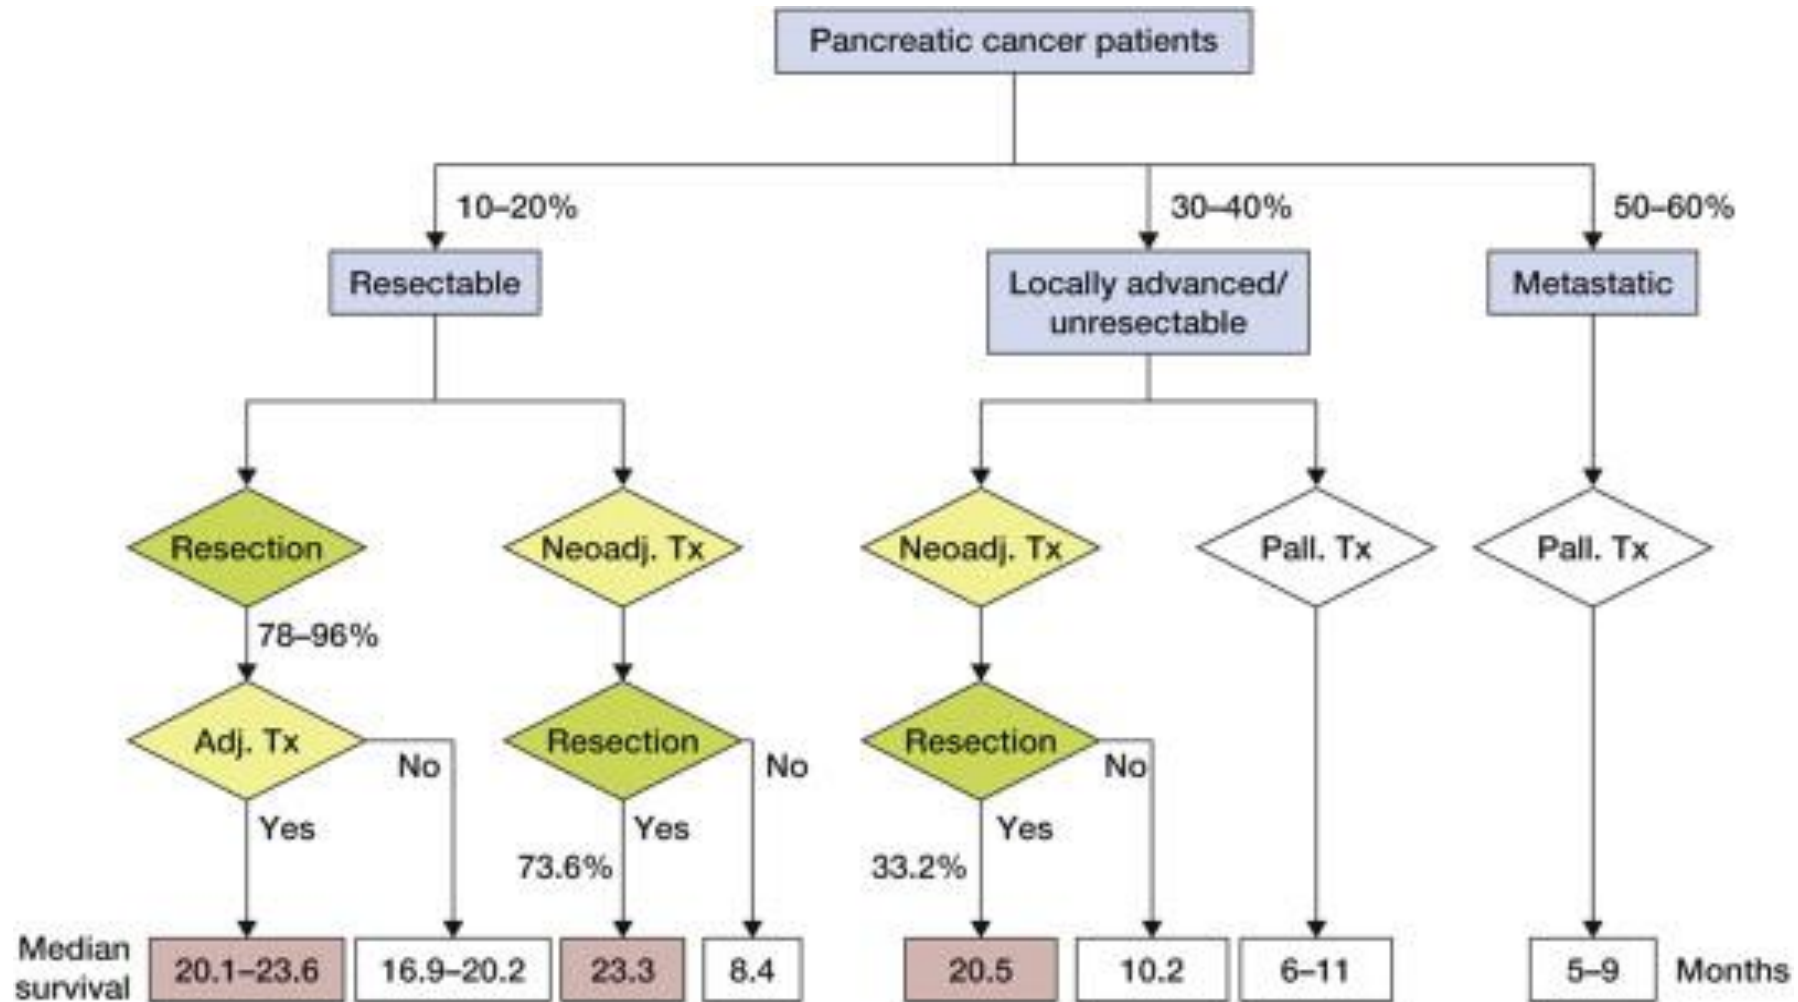 Pancreatic cancer patients
10–20%
30–40%
50–60%
Resectable
Locally advanced/
unresectable
Metastatic
Resection
Neoadj. Tx
Neoadj. Tx
Pall. Tx
Pall. Tx
78–96%
Adj. Tx
No
Resection
No
Resection
No
Yes
Yes
Yes
73.6%
33.2%
Median
survival
20.1–23.6
16.9–20.2
23.3
8.4
20.5
10.2
6–11
5–9
Months